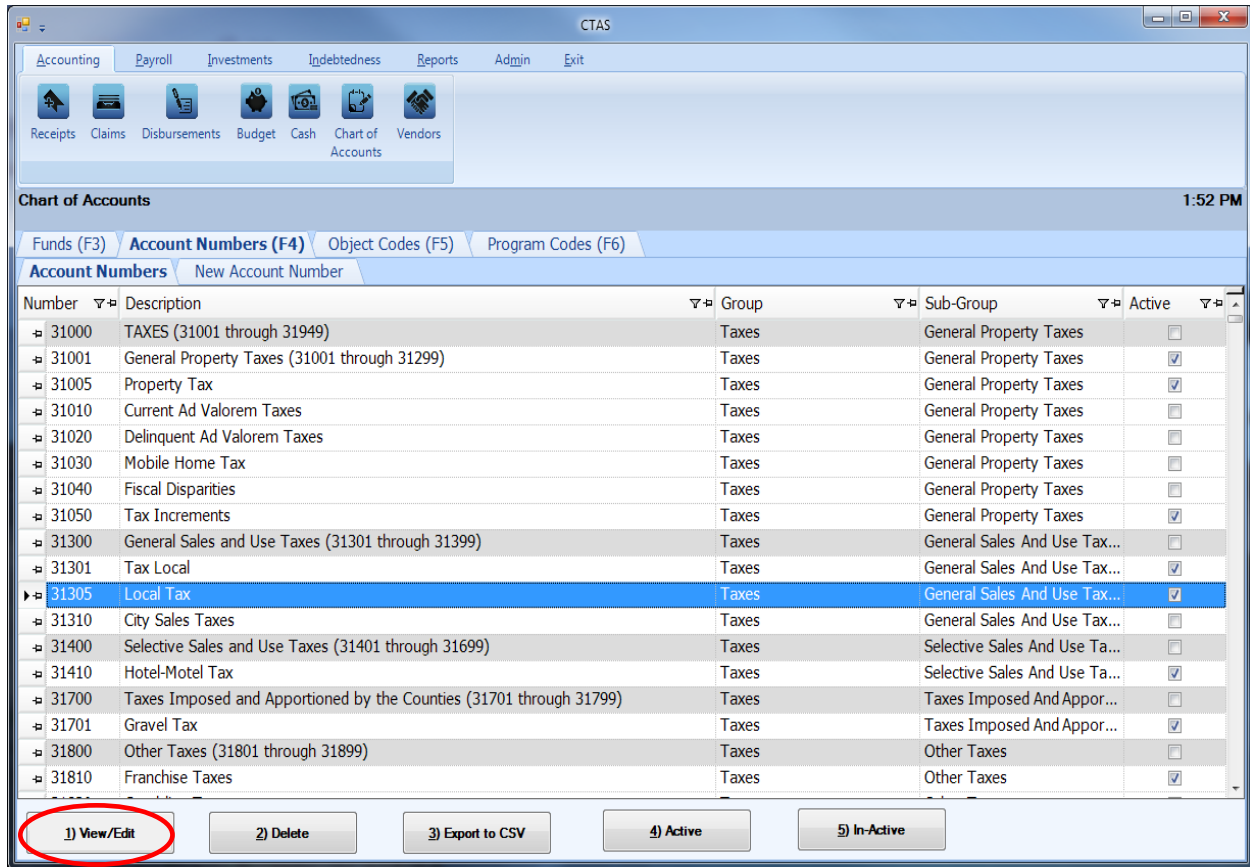 CTAS
Accounting Payroll Investments Indebtedness Reports Admin Exit
Receipts Claims Disbursements Budget Cash Chart of Accounts Vendors
Chart of Accounts 1:52 PM
Funds (F3) Account Numbers (F4) Object Codes (F5) Program Codes (F6)
Account Numbers New Account Number
Number Description Group Sub-Group Active
31000 TAXES (31001 through 31949) Taxes General Property Taxes
31001 General Property Taxes (31001 through 31299) Taxes General Property Taxes
31005 Property Tax Taxes General Property Taxes
31010 Current Ad Valorem Taxes Taxes General Property Taxes
31020 Delinquent Ad Valorem Taxes Taxes General Property Taxes
31030 Mobile Home Tax Taxes General Property Taxes
31040 Fiscal Disparities Taxes General Property Taxes
31050 Tax Increments Taxes General Property Taxes
31300 General Sales and Use Taxes (31301 through 31399) Taxes General Sales And Use Tax...
31301 Tax Local Taxes General Sales And Use Tax...
31305 Local Tax Taxes General Sales And Use Tax...
31310 City Sales Taxes Taxes General Sales And Use Tax...
31400 Selective Sales and Use Taxes (31401 through 31699) Taxes Selective Sales And Use Ta...
31410 Hotel-Motel Tax Taxes Selective Sales And Use Ta...
31700 Taxes Imposed and Apportioned by the Counties (31701 through 31799) Taxes Taxes Imposed And Appor...
31701 Gravel Tax Taxes Taxes Imposed And Appor...
31800 Other Taxes (31801 through 31899) Taxes Other Taxes
31810 Franchise Taxes Taxes Other Taxes
1) View/Edit 2) Delete 3) Export to CSV 4) Active 5) In-Active